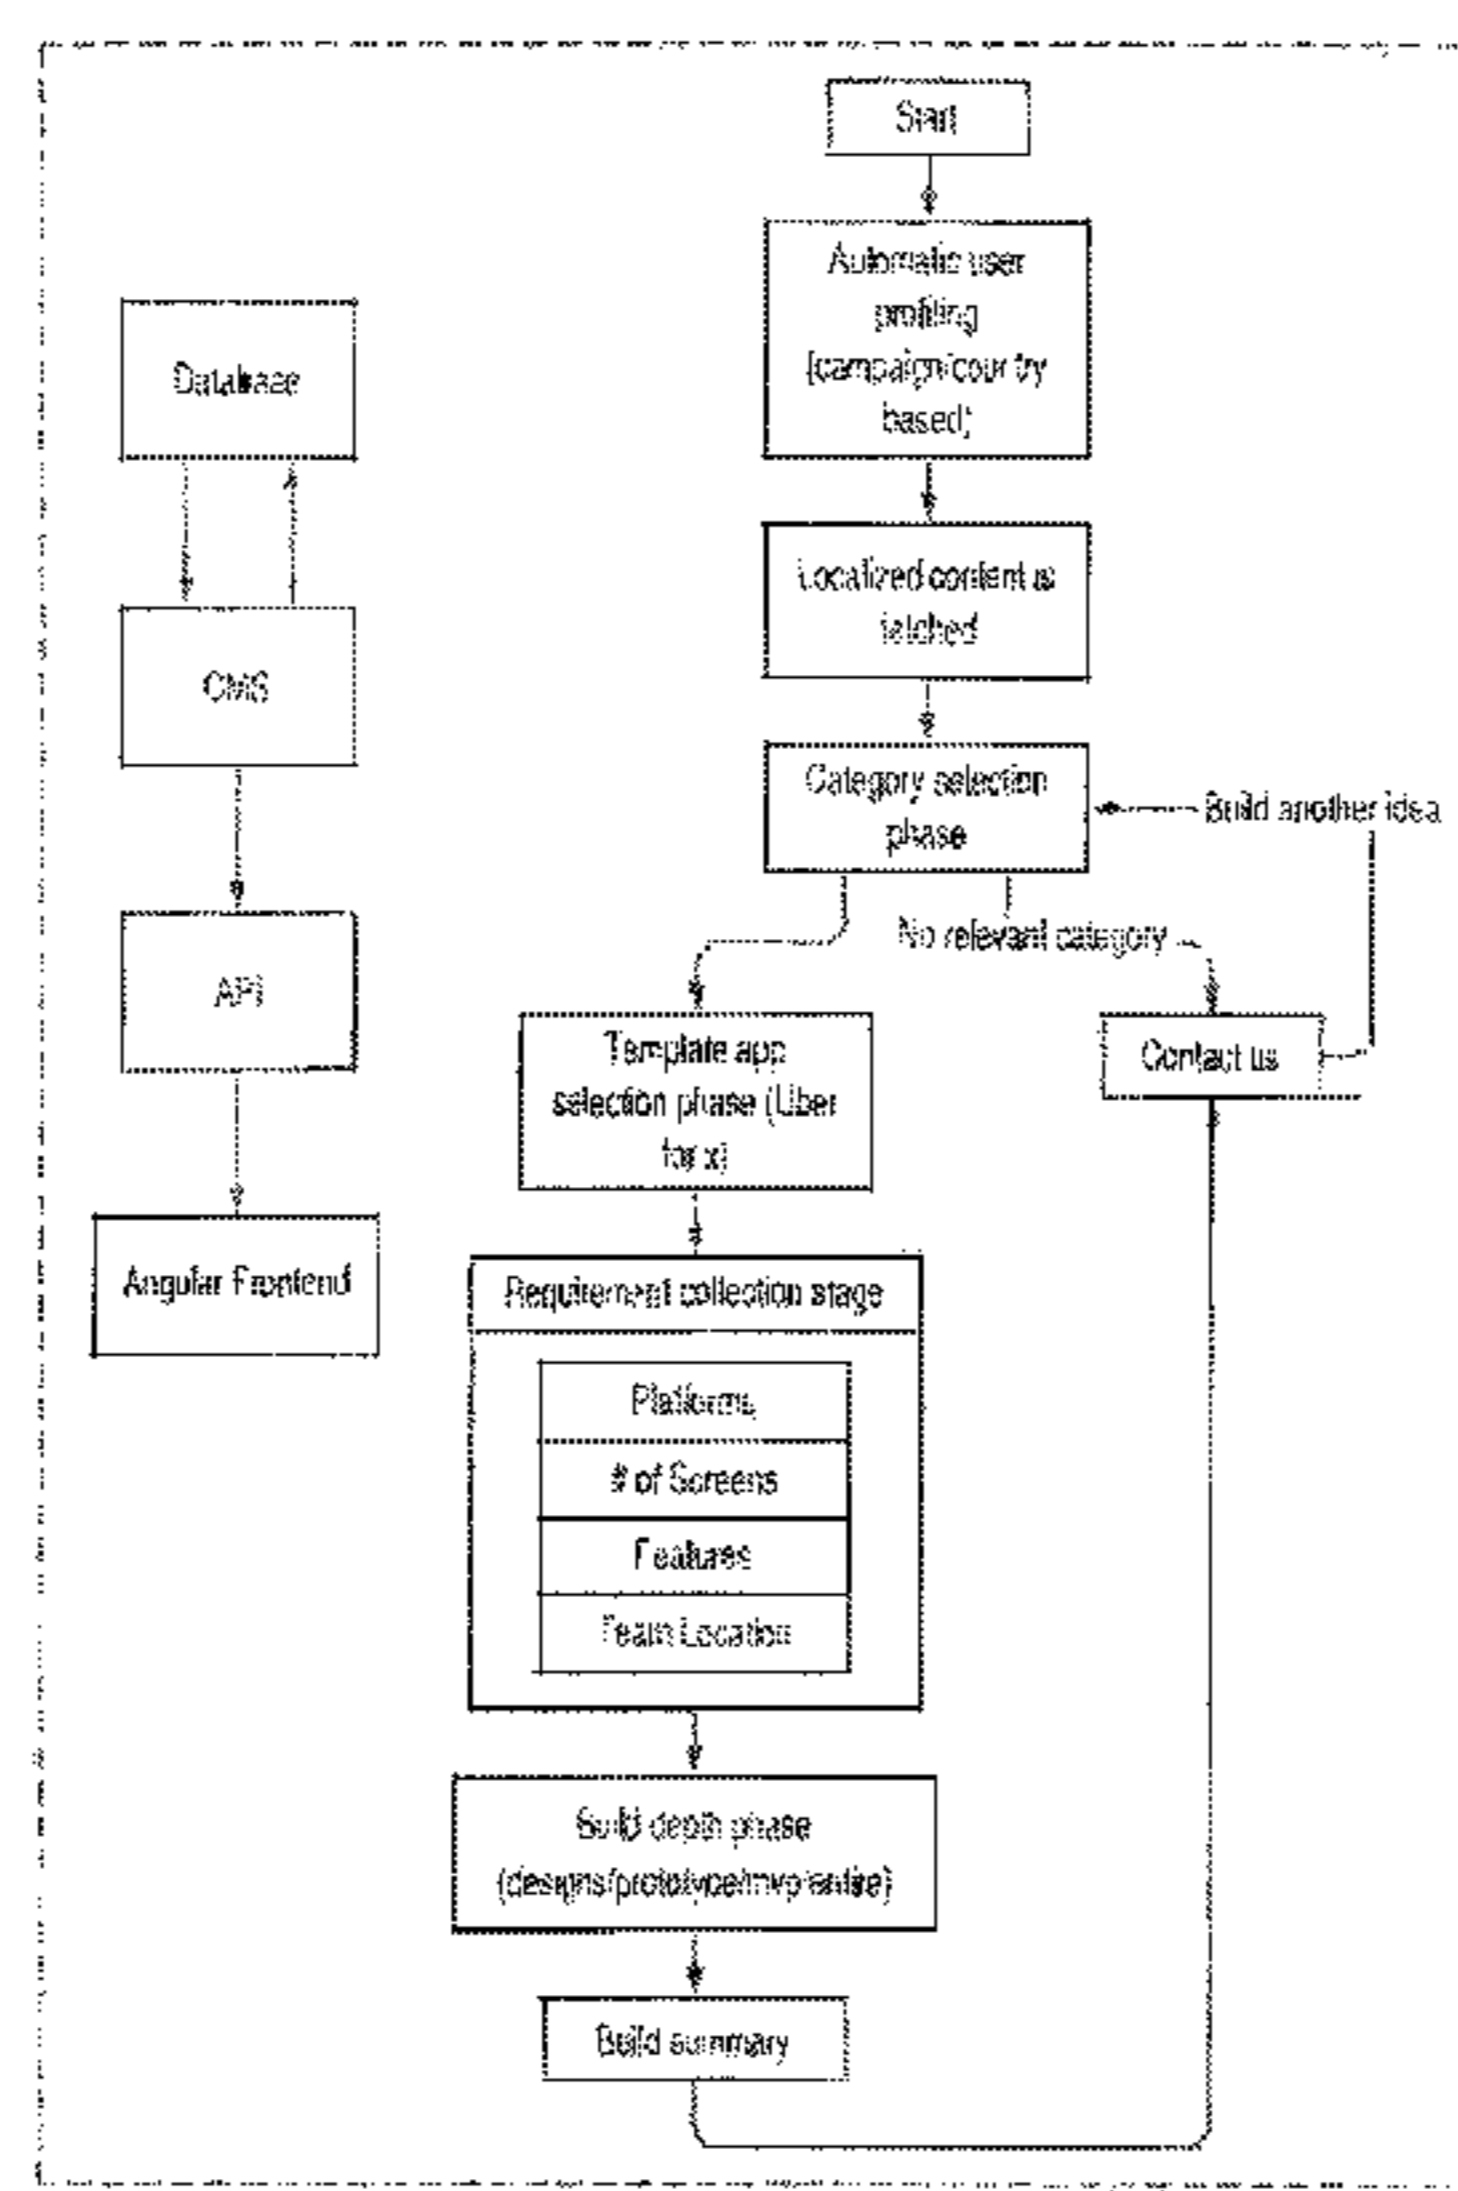 Start
Automatic user
profiling
(campaign/country
based)
Database
Localized content is
fetched
CMS
Category selection
phase
Build another idea
No relevant category
API
Template app
selection phase (Uber
for x)
Contact us
Angular Frontend
Requirement collection stage
Platforms
# of Screens
Features
Team Location
Build depth phase
(designs/prototype/mvp/entire)
Build summary